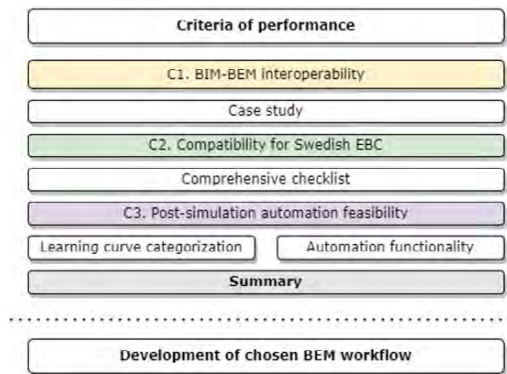 Criteria of performance
C1. BIM-BEM interoperability
Case study
C2. Compatibility for Swedish EBC
Comprehensive checklist
C3. Post-simulation automation feasibility
Learning curve categorization
Automation functionality
Summary
Development of chosen BEM workflow